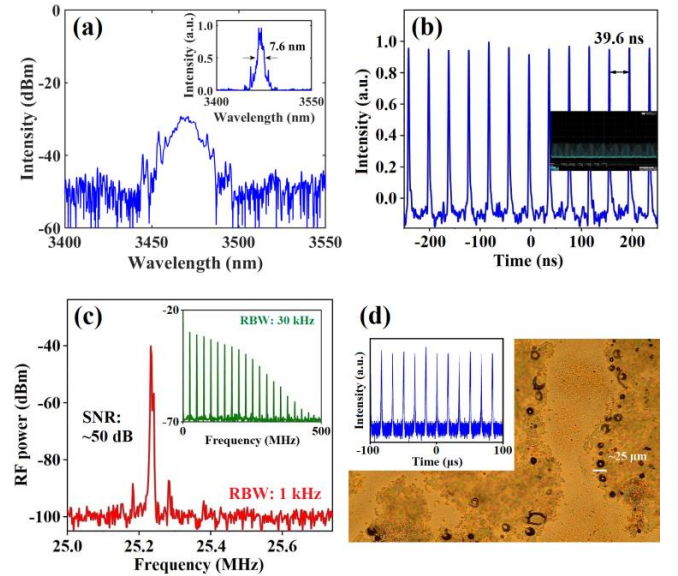 (a)
Intensity (dBm)
0
-20
-40
-60
3400
3450
3500
3550
Wavelength (nm)
Intensity (a.u.)
1.0
0.5
0
7.6 nm
3400
3550
Wavelength (nm)
(b)
39.6 ns
Intensity (a.u.)
1.0
0.8
0.6
0.4
0.2
0.0
-200
-100
0
100
200
Time (ns)
(c)
RF power (dBm)
-20
-40
-60
-80
-100
25.0
25.2
25.4
25.6
Frequency (MHz)
SNR:
~50 dB
RBW: 1 kHz
-20
-70
RBW: 30 kHz
0
500
Frequency (MHz)
(d)
Intensity (a.u.)
-100
0
100
Time (µs)
~25 µm